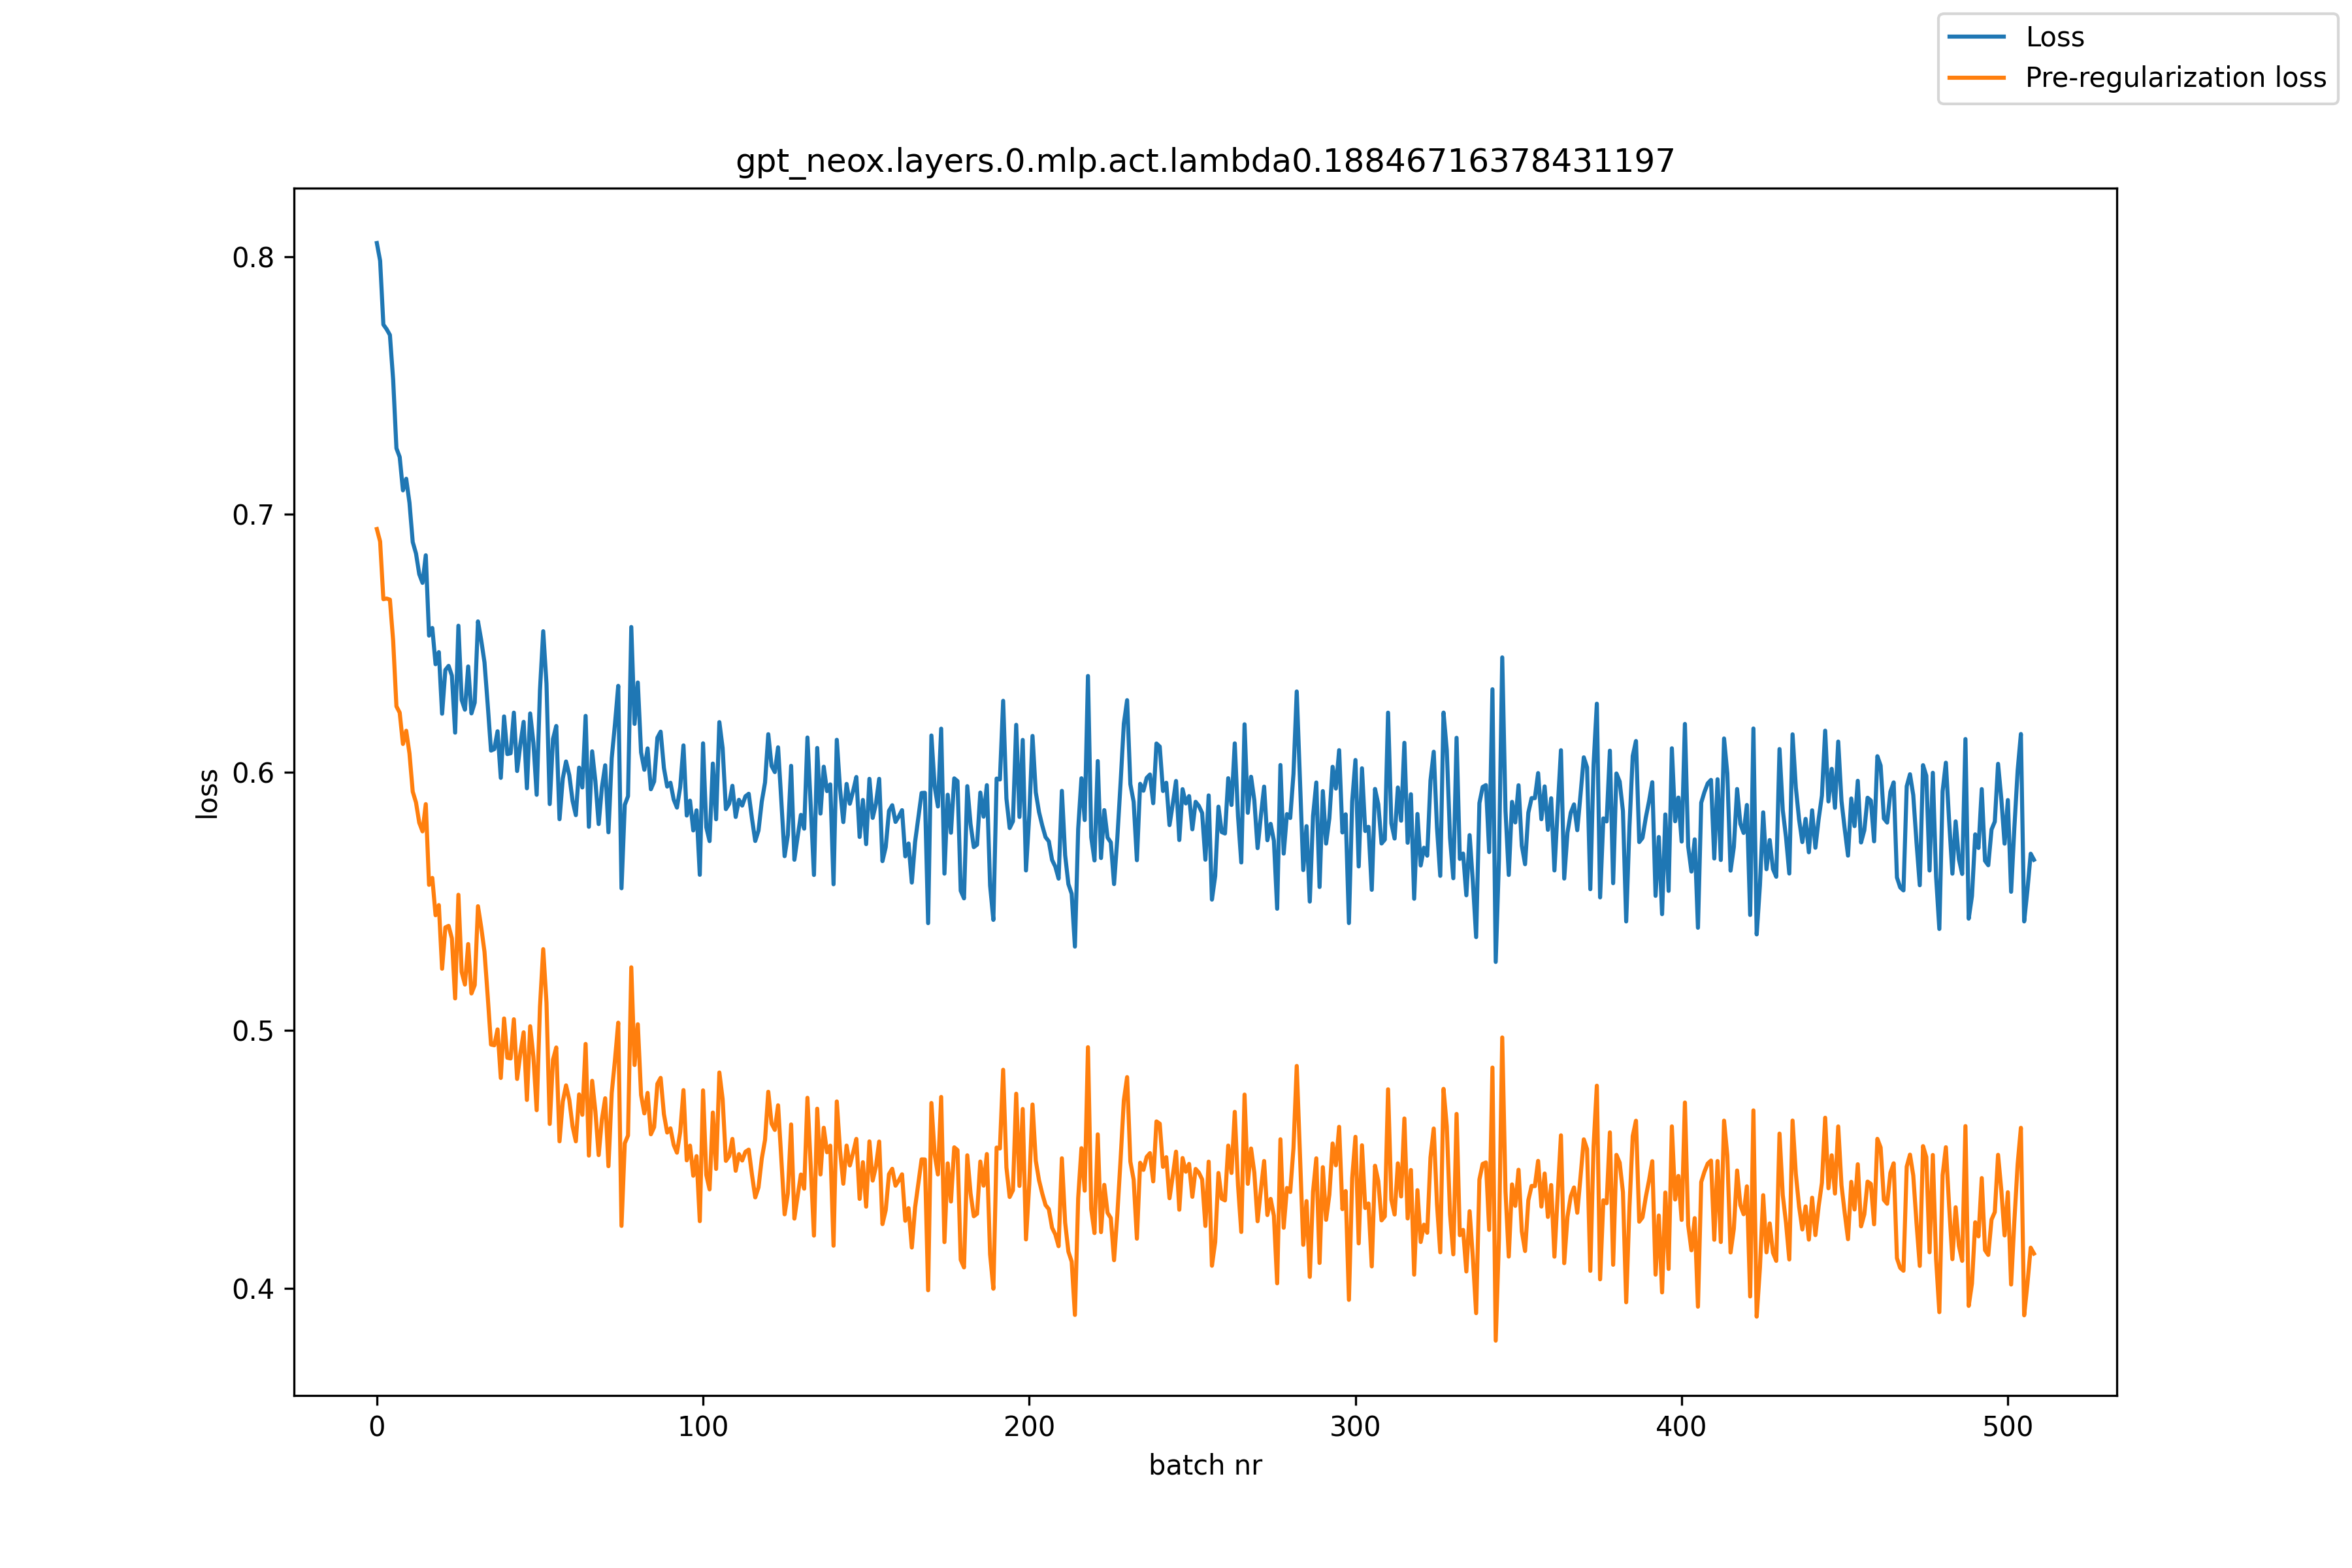 Loss
Pre-regularization loss
gpt_neox.layers.0.mlp.act.lambda0.18846716378431197
0.8
0.7
0.6
0.5
0.4
loss
0 100 200 300 400 500
batch nr